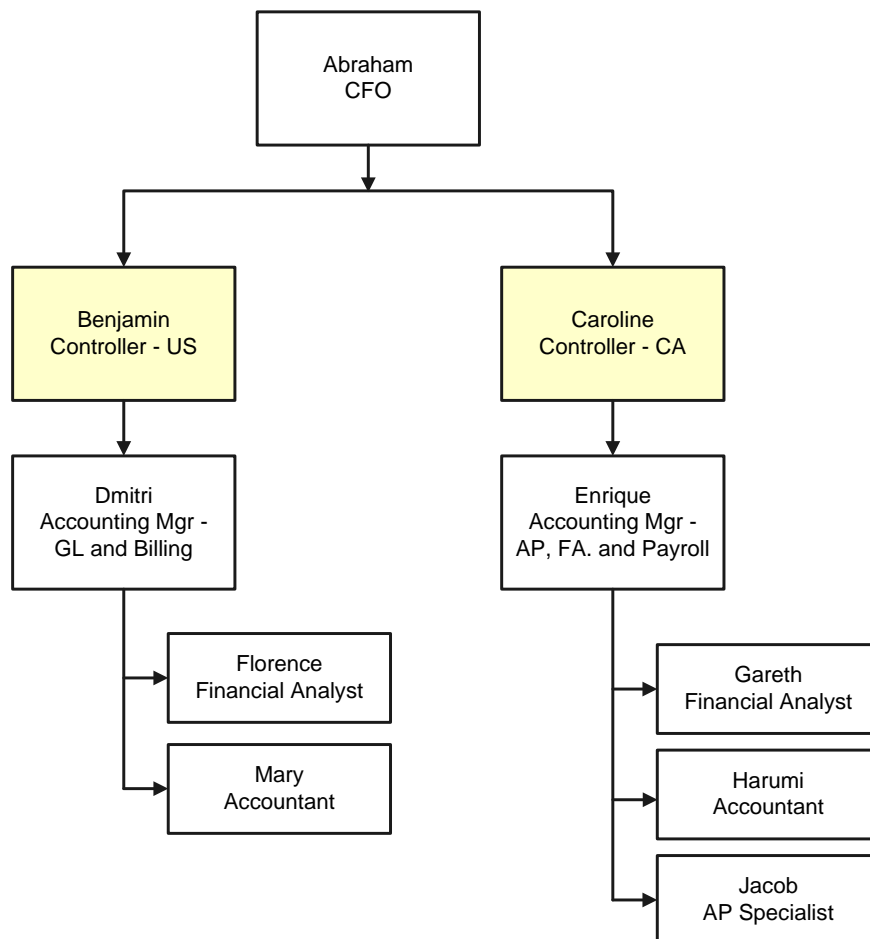 Abraham
CFO
Benjamin
Controller - US
Caroline
Controller - CA
Dmitri
Accounting Mgr -
GL and Billing
Enrique
Accounting Mgr -
AP, FA. and Payroll
Florence
Financial Analyst
Mary
Accountant
Gareth
Financial Analyst
Harumi
Accountant
Jacob
AP Specialist